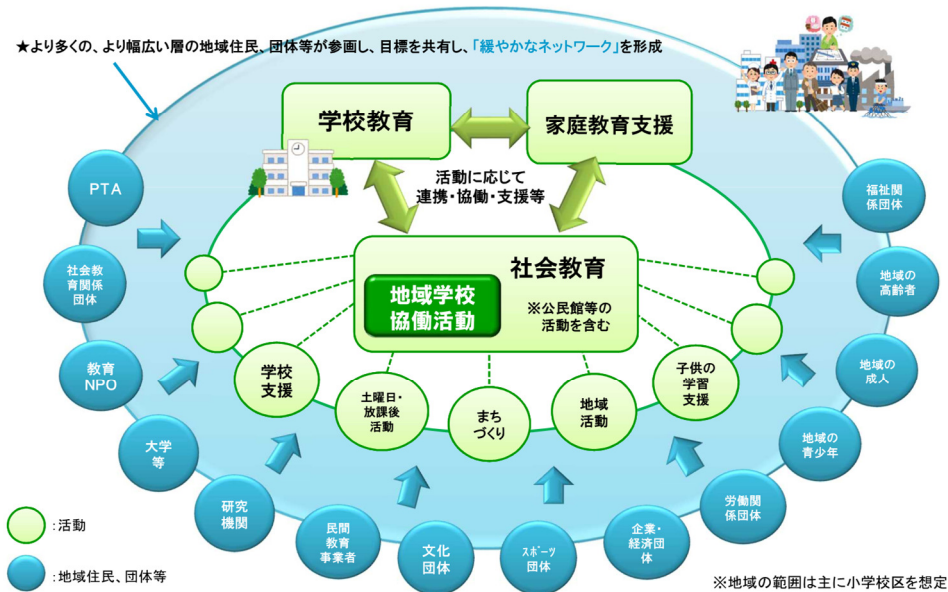 ★より多くの、より幅広い層の地域住民、団体等が参画し、目標を共有し、「緩やかなネットワーク」を形成
学校教育
家庭教育支援
活動に応じて
連携・協働・支援等
社会教育
地域学校
協働活動
※公民館等の
活動を含む
学校
支援
土曜日・
放課後
活動
まち
づくり
地域
活動
子供の
学習
支援
PTA
社会教
育関係
団体
教育
NPO
大学
等
研究
機関
民間
教育
事業者
文化
団体
スポーツ
団体
企業・
経済団
体
労働関
係団体
地域の
青少年
地域の
成人
地域の
高齢者
福祉関
係団体
:活動
:地域住民、団体等
※地域の範囲は主に小学校区を想定